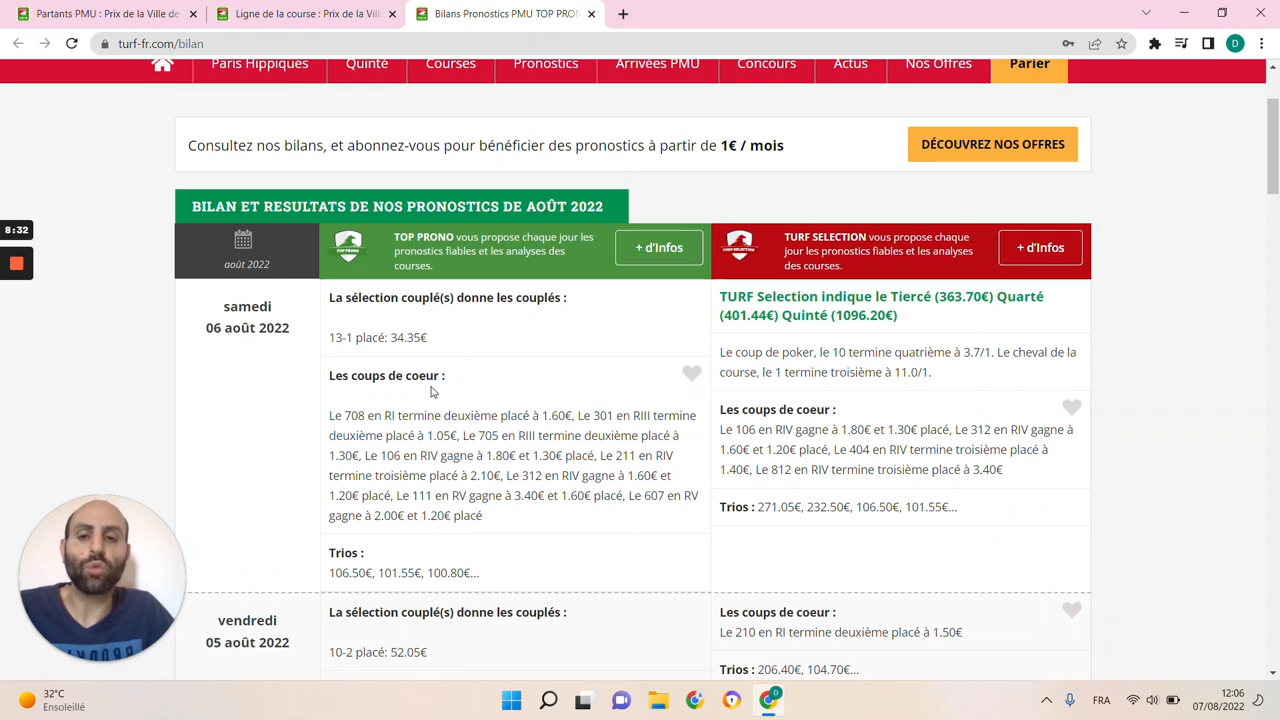 Partants PMU : Prix de la Ville de
Ligne de la course : Prix de la Vill
Bilans Pronostics PMU TOP PRON
turf-fr.com/bilan
D
Paris Hippiques
Quinté
Courses
Pronostics
Arrivées PMU
Concours
Actus
Nos Offres
Parier
Consultez nos bilans, et abonnez-vous pour bénéficier des pronostics à partir de 1€ / mois
DÉCOUVREZ NOS OFFRES
BILAN ET RESULTATS DE NOS PRONOSTICS DE AOÛT 2022
8:32
août 2022
TOP PRONO
TOP PRONO vous propose chaque jour les
pronostics fiables et les analyses des
courses.
+ d'Infos
TURF SELECTION
TURF SELECTION vous propose chaque
jour les pronostics fiables et les analyses
des courses.
+ d'Infos
samedi
06 août 2022
La sélection couplé(s) donne les couplés :
13-1 placé: 34.35€
Les coups de coeur :
Le 708 en RI termine deuxième placé à 1.60€, Le 301 en RIII termine
deuxième placé à 1.05€, Le 705 en RIII termine deuxième placé à
1.30€, Le 106 en RIV gagne à 1.80€ et 1.30€ placé, Le 211 en RIV
termine troisième placé à 2.10€, Le 312 en RIV gagne à 1.60€ et
1.20€ placé, Le 111 en RV gagne à 3.40€ et 1.60€ placé, Le 607 en RV
gagne à 2.00€ et 1.20€ placé
Trios :
106.50€, 101.55€, 100.80€...
TURF Selection indique le Tiercé (363.70€) Quarté
(401.44€) Quinté (1096.20€)
Le coup de poker, le 10 termine quatrième à 3.7/1. Le cheval de la
course, le 1 termine troisième à 11.0/1.
Les coups de coeur :
Le 106 en RIV gagne à 1.80€ et 1.30€ placé, Le 312 en RIV gagne à
1.60€ et 1.20€ placé, Le 404 en RIV termine troisième placé à
1.40€, Le 812 en RIV termine troisième placé à 3.40€
Trios : 271.05€, 232.50€, 106.50€, 101.55€...
vendredi
05 août 2022
La sélection couplé(s) donne les couplés :
10-2 placé: 52.05€
Les coups de coeur :
Le 210 en RI termine deuxième placé à 1.50€
Trios : 206.40€, 104.70€...
32°C
Ensoleillé
D
FRA
12:06
07/08/2022